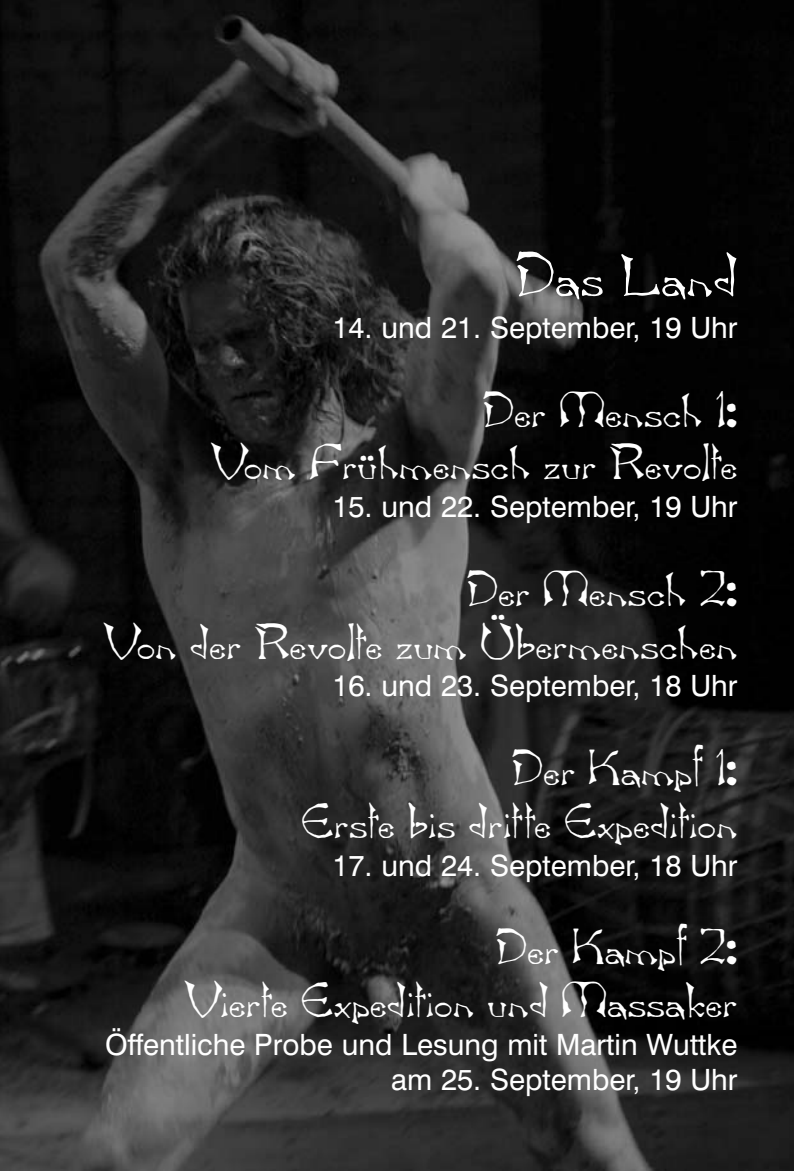 Das Land
14. und 21. September, 19 Uhr
Der Mensch 1:
Vom Frühmensch zur Revolte
15. und 22. September, 19 Uhr
Der Mensch 2:
Von der Revolte zum Übermenschen
16. und 23. September, 18 Uhr
Der Kampf 1:
Erste bis dritte Expedition
17. und 24. September, 18 Uhr
Der Kampf 2:
Vierte Expedition und Massaker
Öffentliche Probe und Lesung mit Martin Wuttke
am 25. September, 19 Uhr